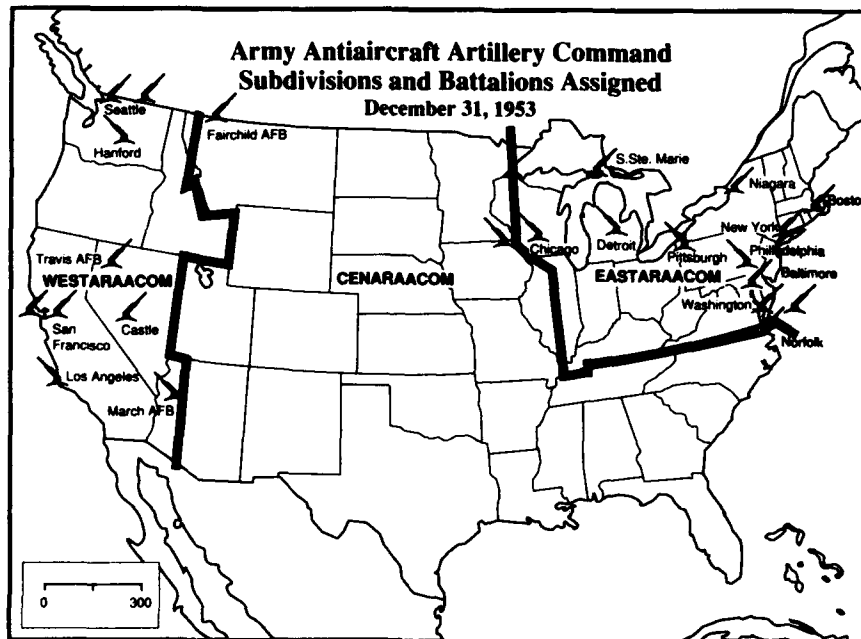 Army Antiaircraft Artillery Command
Subdivisions and Battalions Assigned
December 31, 1953
Seattle
Fairchild AFB
Hanford
S.Ste. Marie
Niagara
Boston
New York
Chicago
Detroit
Pittsburgh
Philadelphia
Travis AFB
WESTARAACOM
CENARAACOM
EASTARAACOM
Baltimore
Washington
San
Francisco
Castle
Norfolk
Los Angeles
March AFB
0
300